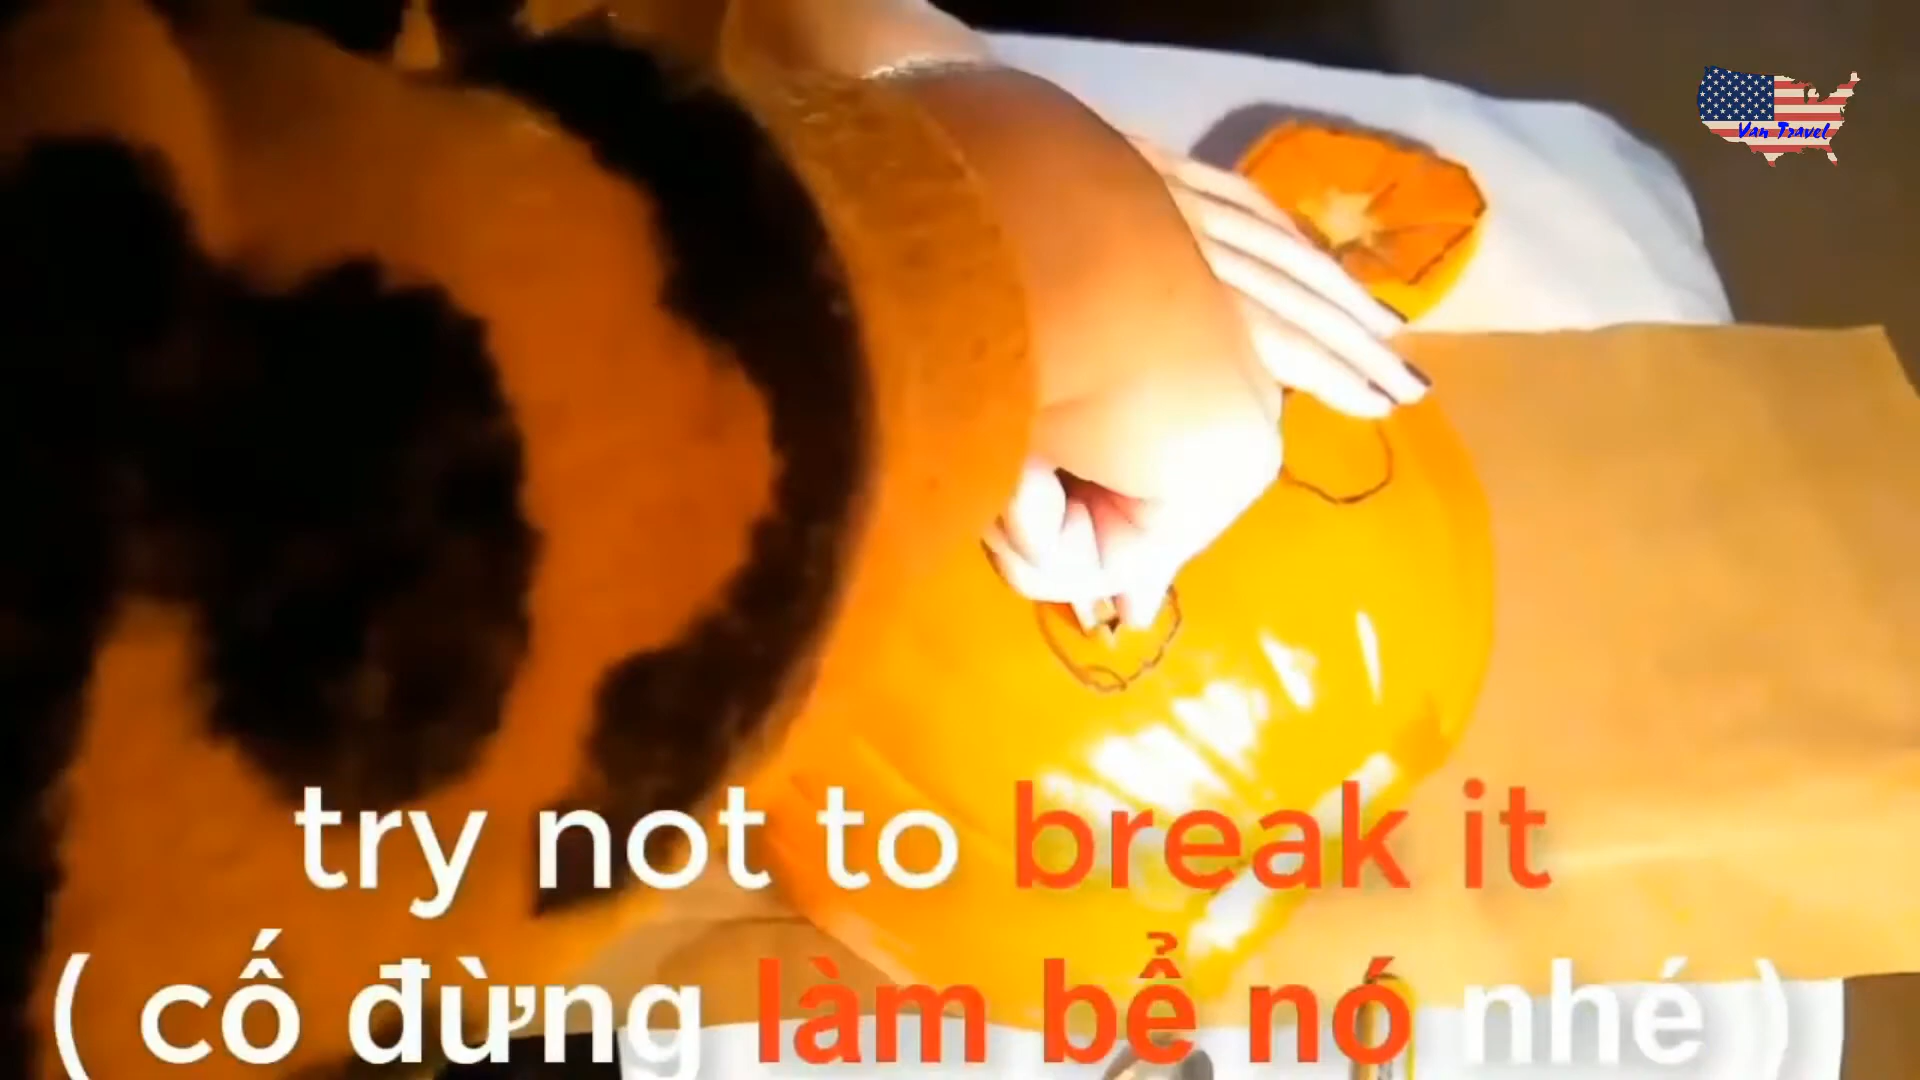 Van Travel
try not to break it
( cố đừng làm bể nó nhé )